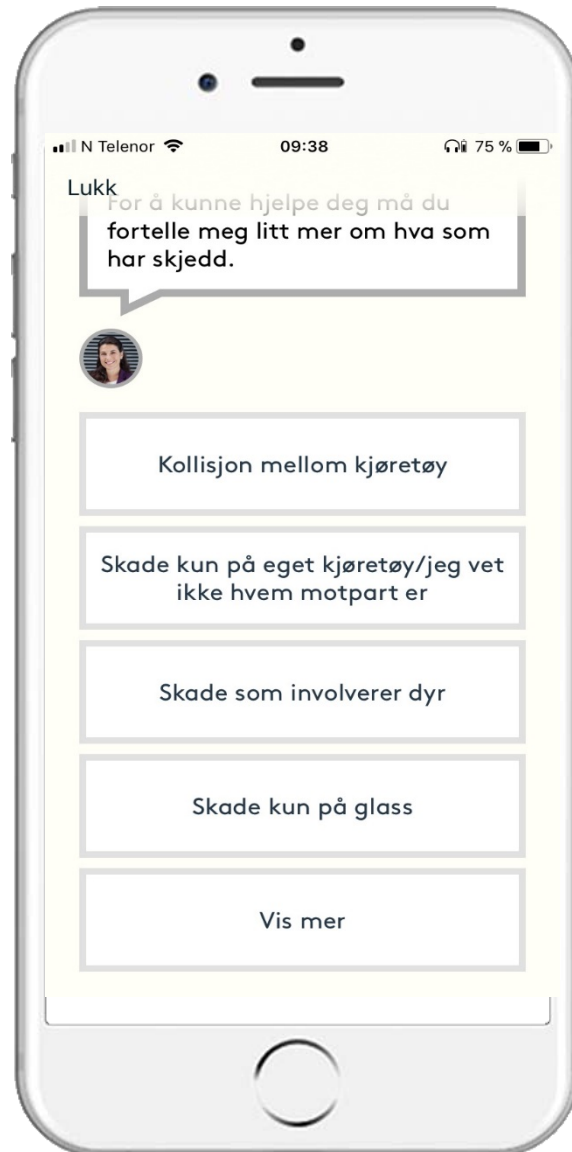 N Telenor 09:38 75 %
Lukk
For å kunne hjelpe deg må du
fortelle meg litt mer om hva som
har skjedd.
Kollisjon mellom kjøretøy
Skade kun på eget kjøretøy/jeg vet
ikke hvem motpart er
Skade som involverer dyr
Skade kun på glass
Vis mer